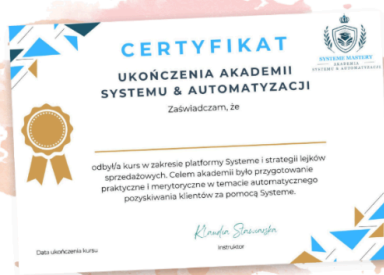 CERTYFIKAT
SYSTEME MASTERY
AKADEMIA
SYSTEMU & AUTOMATYZACJI
UKOŃCZENIA AKADEMII
SYSTEMU & AUTOMATYZACJI
Zaświadczam, że
odbył/a kurs w zakresie platformy Systeme i strategii lejków
sprzedażowych. Celem akademii było przygotowanie
praktyczne i merytoryczne w temacie automatycznego
pozyskiwania klientów za pomocą Systeme.
Klaudia
Data ukończenia kursu
Instruktor